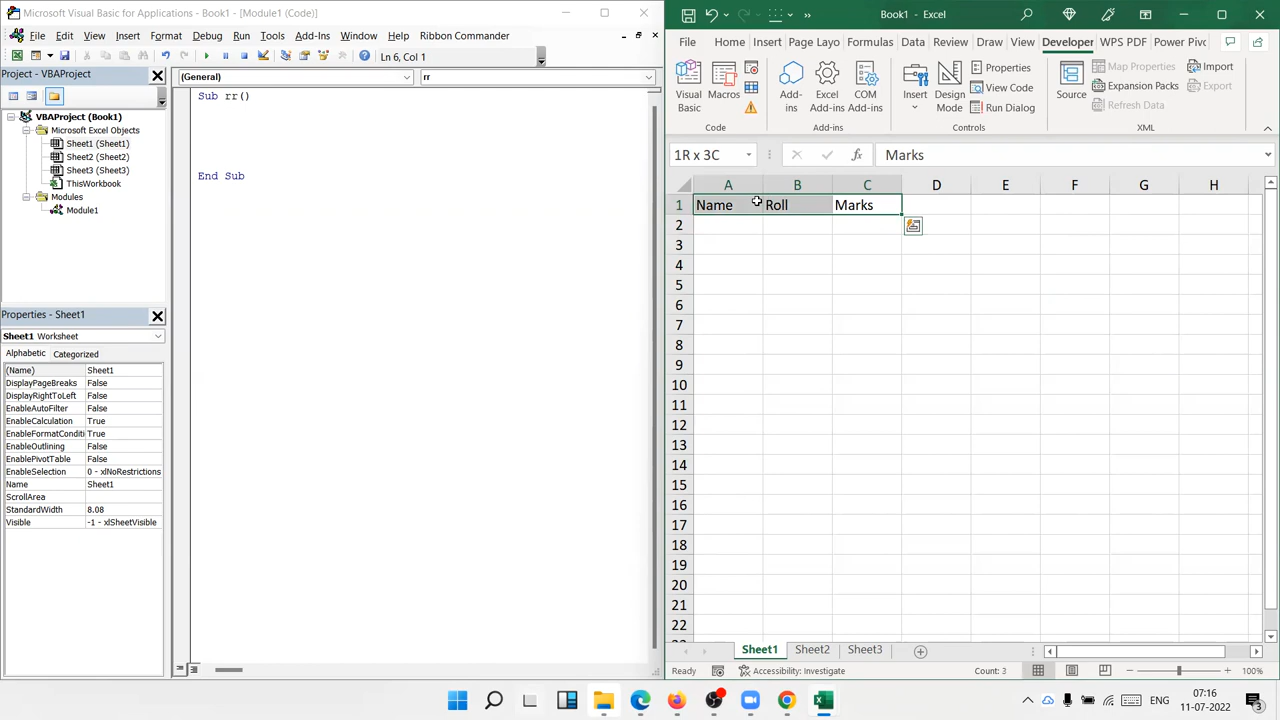 Microsoft Visual Basic for Applications - Book1 - [Module1 (Code)]
File Edit View Insert Format Debug Run Tools Add-Ins Window Help Ribbon Commander
Ln 6, Col 1
Project - VBAProject
VBAProject (Book1)
Microsoft Excel Objects
Sheet1 (Sheet1)
Sheet2 (Sheet2)
Sheet3 (Sheet3)
ThisWorkbook
Modules
Module1
Properties - Sheet1
Sheet1 Worksheet
Alphabetic Categorized
(Name) Sheet1
DisplayPageBreaks False
DisplayRightToLeft False
EnableAutoFilter False
EnableCalculation True
EnableFormatConditi True
EnableOutlining False
EnablePivotTable False
EnableSelection 0 - xlNoRestrictions
Name Sheet1
ScrollArea
StandardWidth 8.08
Visible -1 - xlSheetVisible
(General) rr
Sub rr()
End Sub
Book1 - Excel
File Home Insert Page Layo Formulas Data Review Draw View Developer WPS PDF Power Piv
Visual Basic
Macros
Code
Add-ins
Excel Add-ins
COM Add-ins
Add-ins
Insert
Design Mode
Properties
View Code
Run Dialog
Controls
Source
Map Properties
Expansion Packs
Refresh Data
Import
Export
XML
1R x 3C fx Marks
A B C D E F G H
1 Name Roll Marks
2
3
4
5
6
7
8
9
10
11
12
13
14
15
16
17
18
19
20
21
22
Sheet1 Sheet2 Sheet3
Ready Accessibility: Investigate Count: 3 100%
ENG 07:16
11-07-2022
3